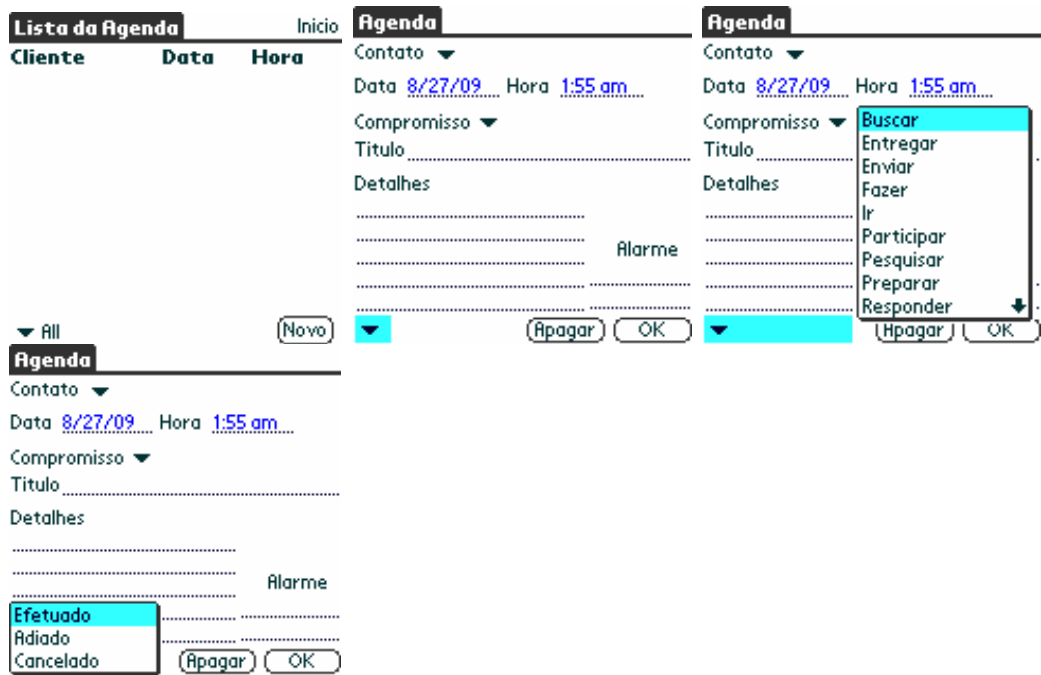 Lista da Agenda Inicio
Cliente Data Hora
All Novo
Agenda
Contato
Data 8/27/09 Hora 1:55 am
Compromisso
Titulo
Detalhes
Alarme
Apagar OK
Agenda
Contato
Data 8/27/09 Hora 1:55 am
Compromisso
Titulo
Detalhes
Buscar
Entregar
Enviar
Fazer
Ir
Participar
Pesquisar
Preparar
Responder
Apagar OK
Agenda
Contato
Data 8/27/09 Hora 1:55 am
Compromisso
Titulo
Detalhes
Alarme
Efetuado
Adiado
Cancelado
Apagar OK